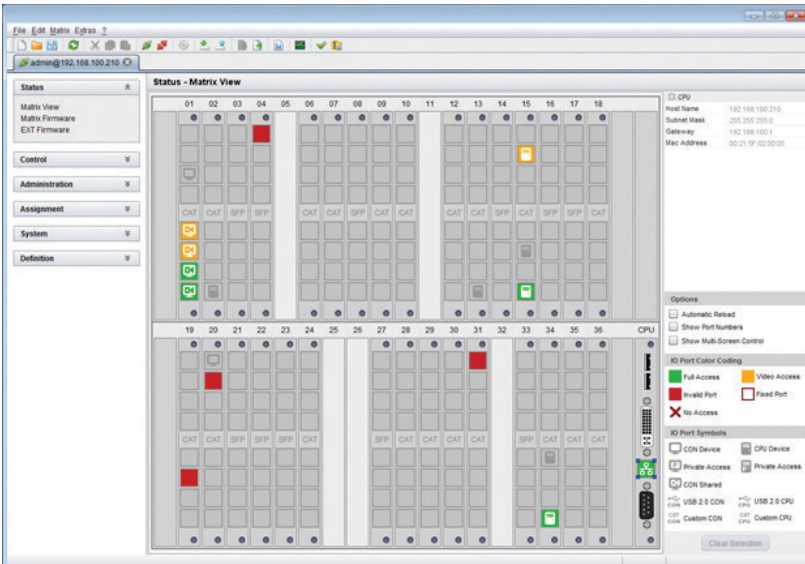 File Edit Matrix Extras ?
admin@192.168.100.210
Status
Matrix View
Matrix Firmware
EXT Firmware
Control
Administration
Assignment
System
Definition
Status - Matrix View
01 02 03 04 05 06 07 08 09 10 11 12 13 14 15 16 17 18
CAT CAT SFP SFP CAT CAT CAT CAT CAT CAT CAT SFP CAT SFP SFP CAT
19 20 21 22 23 24 25 26 27 28 29 30 31 32 33 34 35 36 CPU
CAT CAT SFP SFP SFP CAT SFP CAT CAT CAT CAT CAT CAT CAT CAT
CPU
Host Name 192.168.100.210
Subnet Mask 255.255.255.0
Gateway 192.168.100.1
Mac Address 00:21:5F:02:00:05
Options
Automatic Reload
Show Port Numbers
Show Multi-Screen Control
IO Port Color Coding
Full Access Video Access
Invalid Port Fixed Port
No Access
IO Port Symbols
CON Device CPU Device
Private Access Private Access
CON Shared
USB 2.0 CON USB 2.0 CPU
Custom CON Custom CPU
Clear Selection